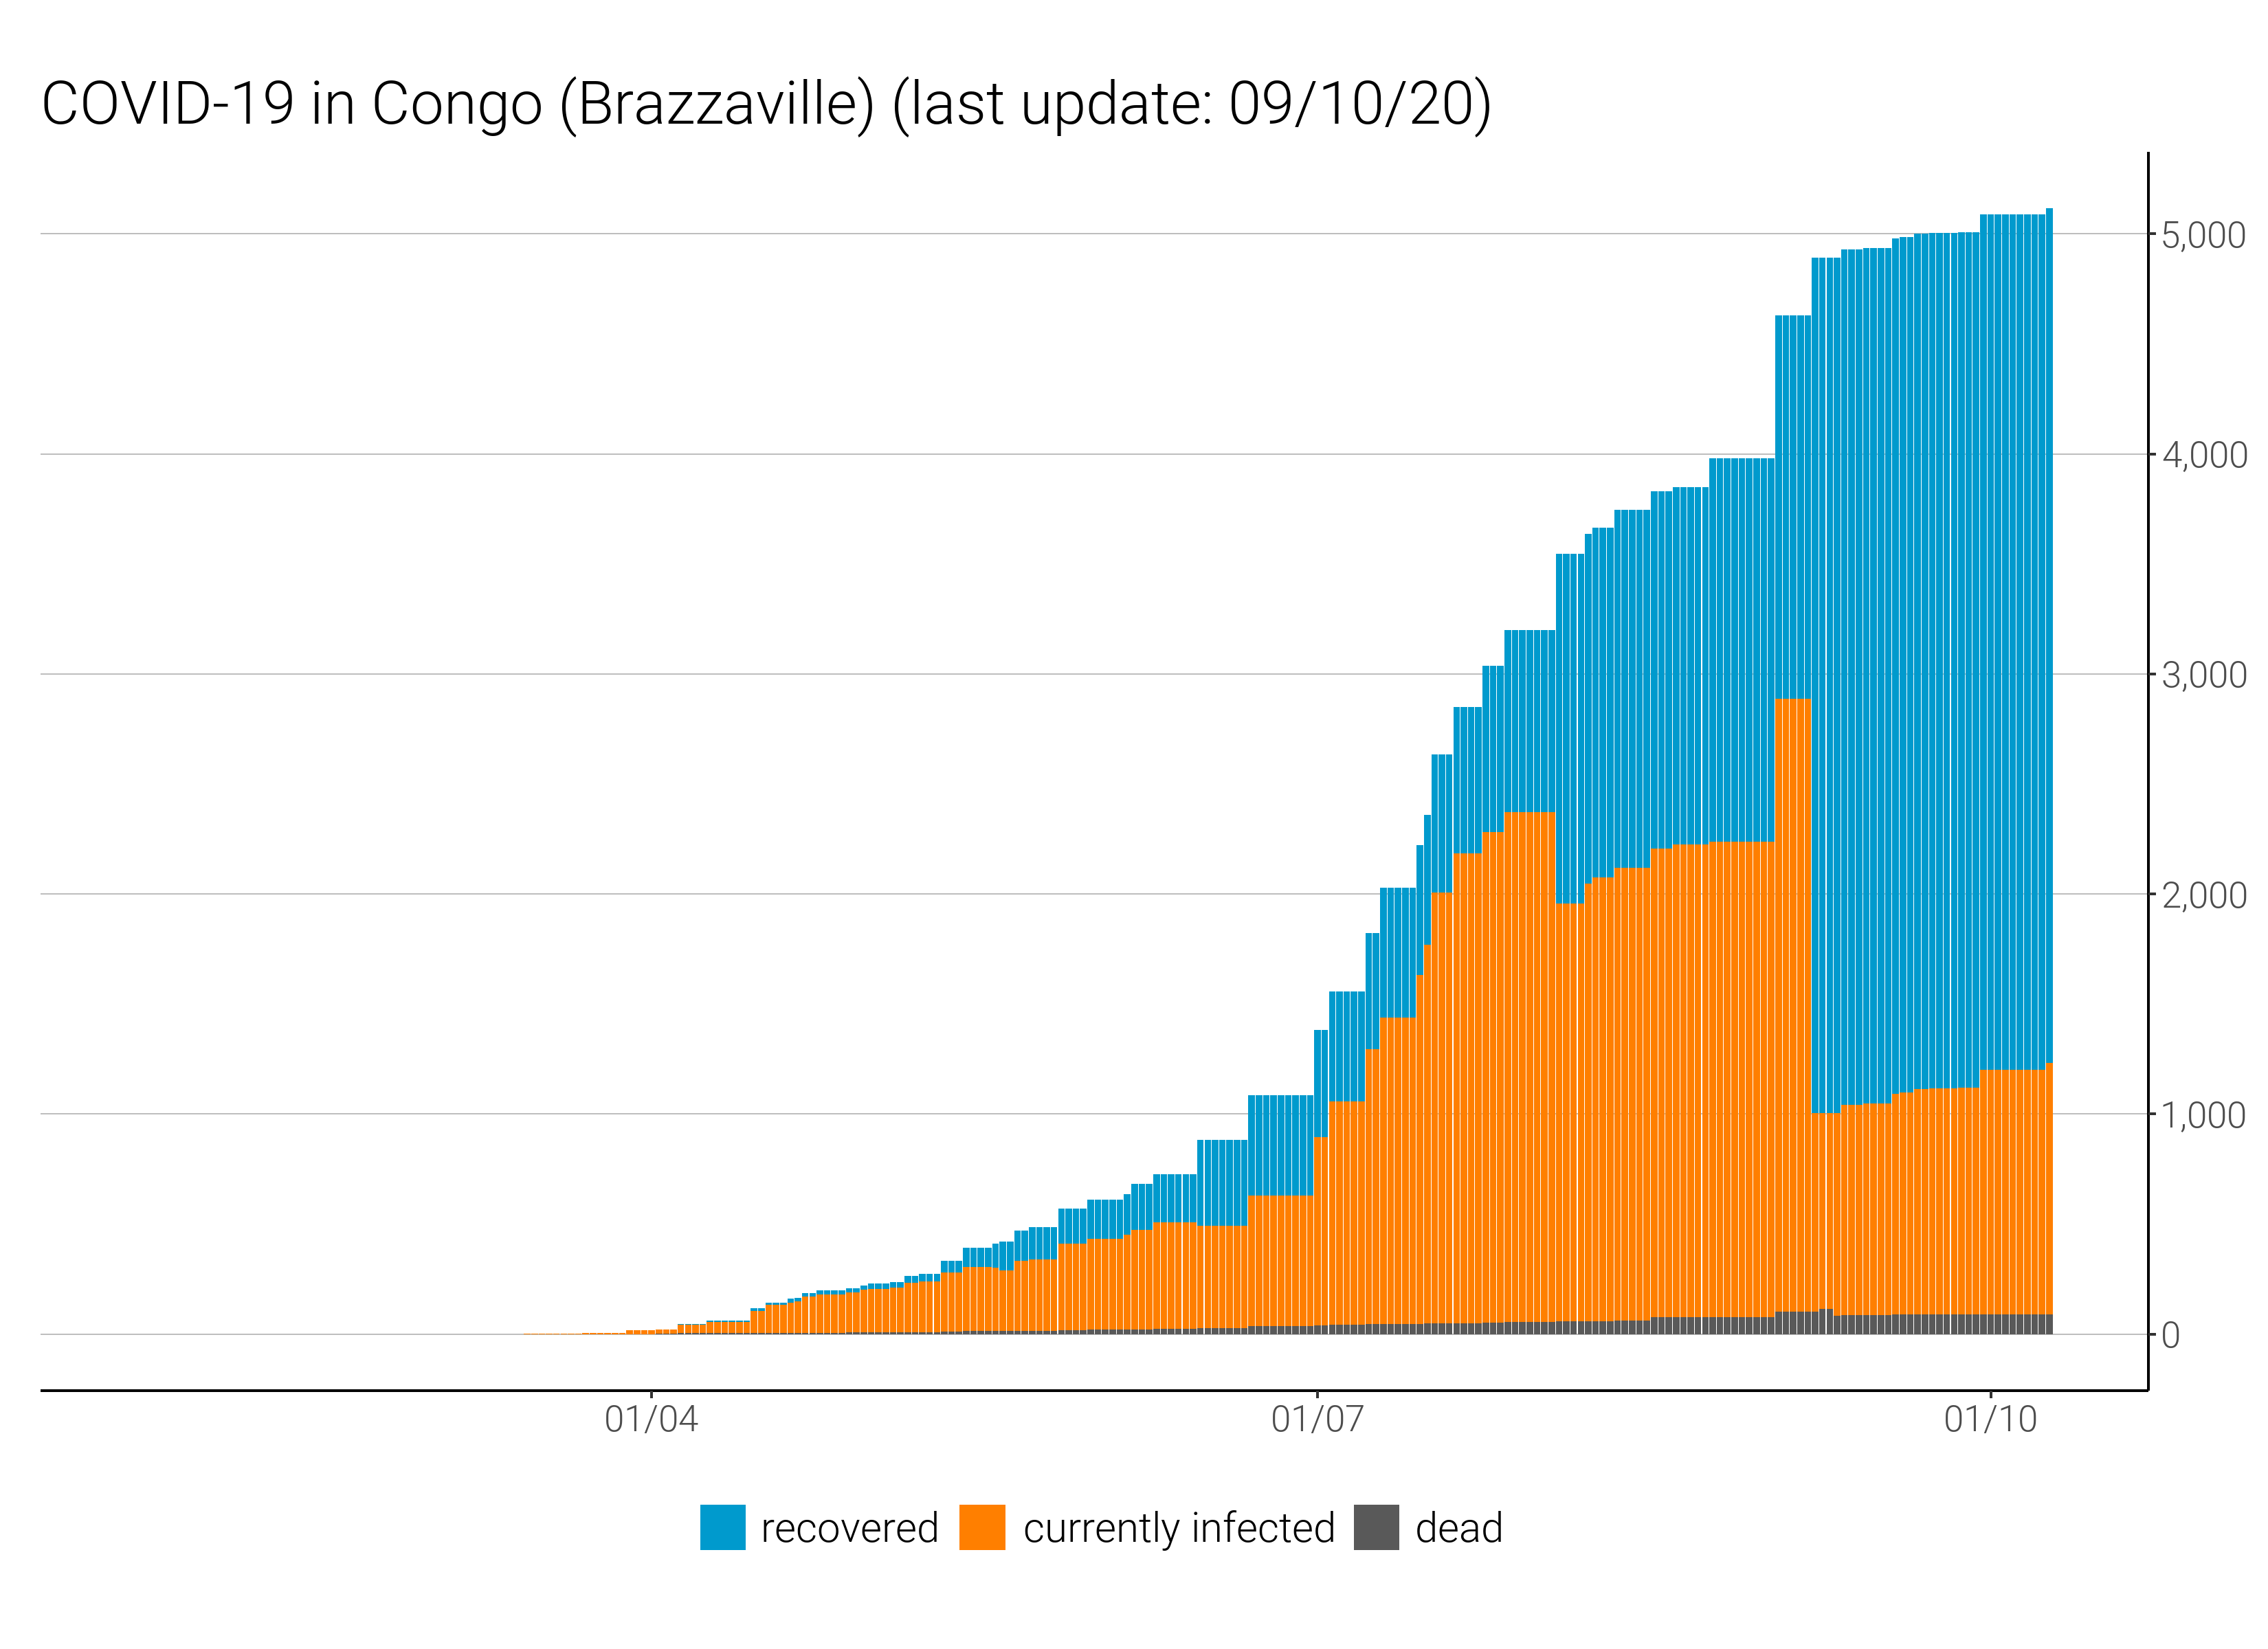 COVID-19 in Congo (Brazzaville) (last update: 09/10/20)
5,000
4,000
3,000
2,000
1,000
0
01/04 01/07 01/10
recovered currently infected dead